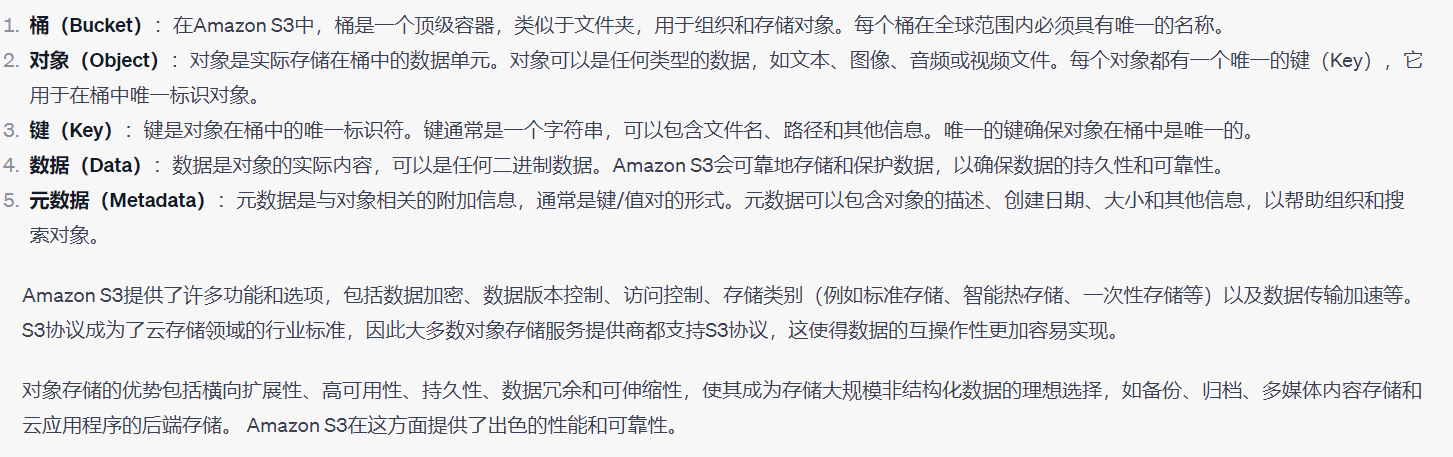 1. 桶（Bucket）： 在Amazon S3中，桶是一个顶级容器，类似于文件夹，用于组织和存储对象。每个桶在全球范围内必须具有唯一的名称。
2. 对象（Object）： 对象是实际存储在桶中的数据单元。对象可以是任何类型的数据，如文本、图像、音频或视频文件。每个对象都有一个唯一的键（Key），它
用于在桶中唯一标识对象。
3. 键（Key）： 键是对象在桶中的唯一标识符。键通常是一个字符串，可以包含文件名、路径和其他信息。唯一的键确保对象在桶中是唯一的。
4. 数据（Data）： 数据是对象的实际内容，可以是任何二进制数据。Amazon S3会可靠地存储和保护数据，以确保数据的持久性和可靠性。
5. 元数据（Metadata）： 元数据是与对象相关的附加信息，通常是键/值对的形式。元数据可以包含对象的描述、创建日期、大小和其他信息，以帮助组织和搜
索对象。
Amazon S3提供了许多功能和选项，包括数据加密、数据版本控制、访问控制、存储类别（例如标准存储、智能热存储、一次性存储等）以及数据传输加速等。
S3协议成为了云存储领域的行业标准，因此大多数对象存储服务提供商都支持S3协议，这使得数据的互操作性更加容易实现。
对象存储的优势包括横向扩展性、高可用性、持久性、数据冗余和可伸缩性，使其成为存储大规模非结构化数据的理想选择，如备份、归档、多媒体内容存储和
云应用程序的后端存储。 Amazon S3在这方面提供了出色的性能和可靠性。